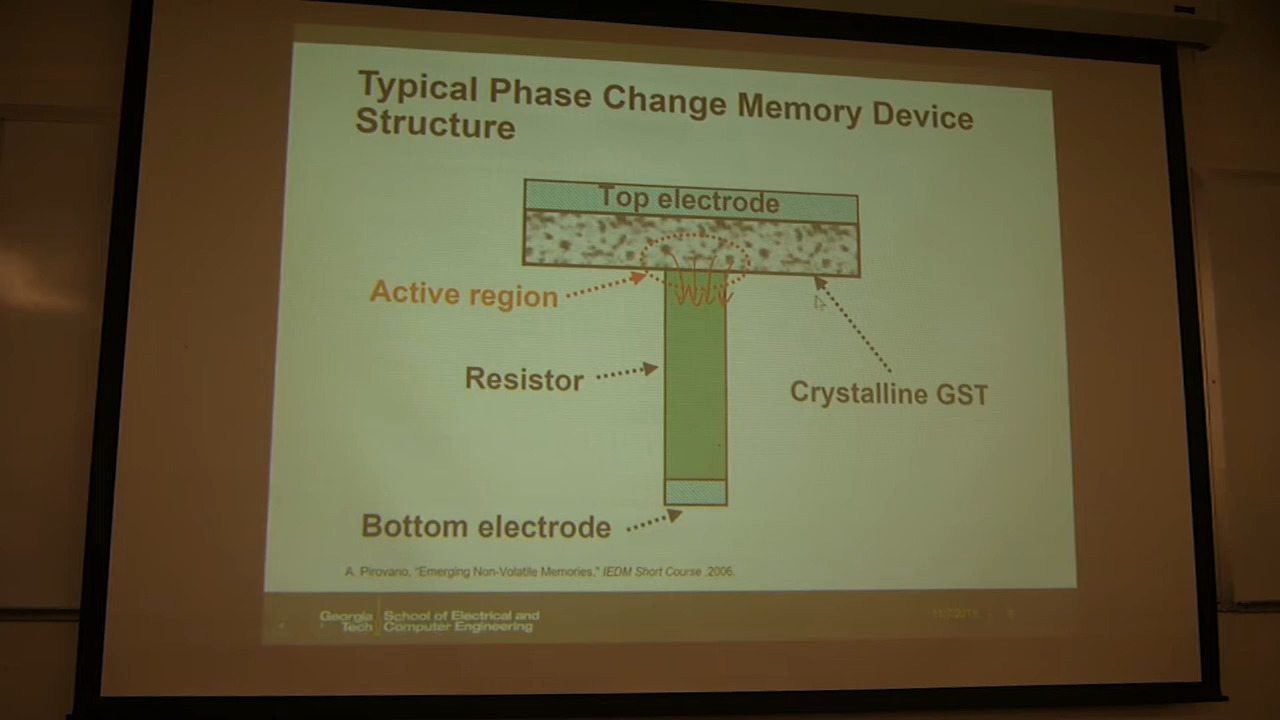 Typical Phase Change Memory Device
Structure
Top electrode
Active region
Resistor
Crystalline GST
Bottom electrode
A. Pirovano, "Emerging Non-Volatile Memories," IEDM Short Course ,2006.
Georgia
Tech
School of Electrical and
Computer Engineering